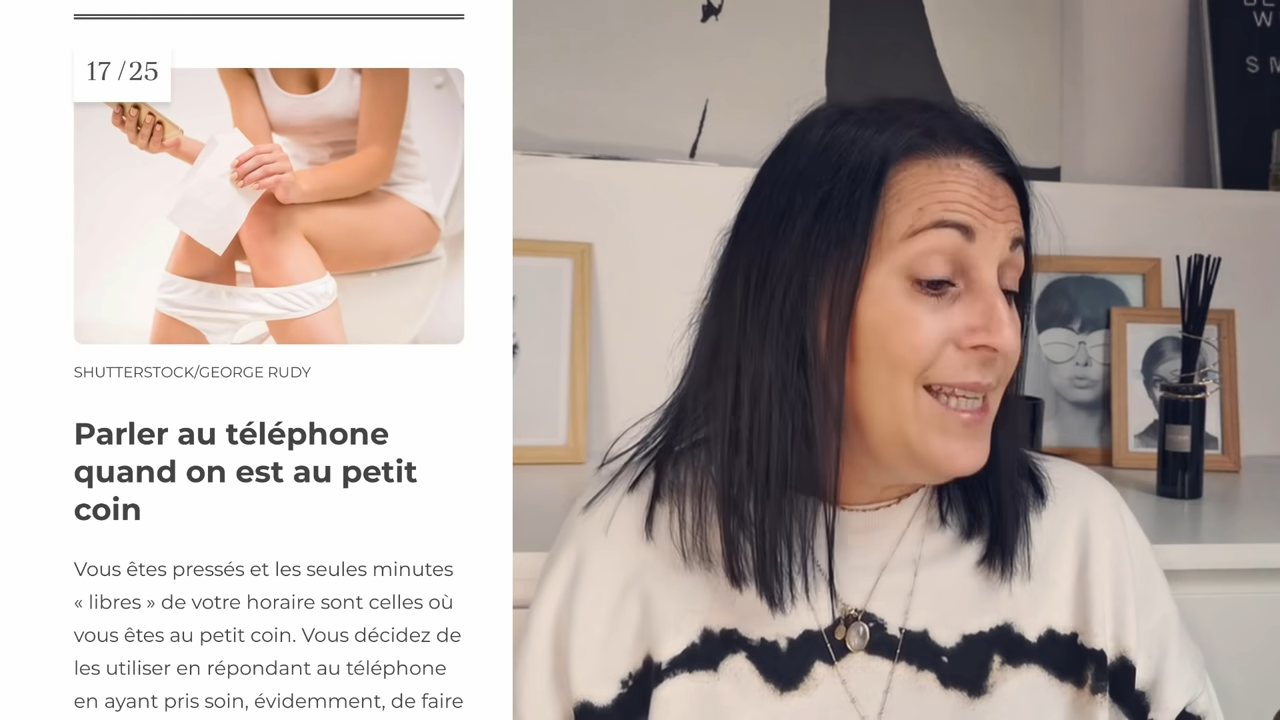 17 / 25
SHUTTERSTOCK/GEORGE RUDY
Parler au téléphone
quand on est au petit
coin
Vous êtes pressés et les seules minutes
« libres » de votre horaire sont celles où
vous êtes au petit coin. Vous décidez de
les utiliser en répondant au téléphone
en ayant pris soin, évidemment, de faire